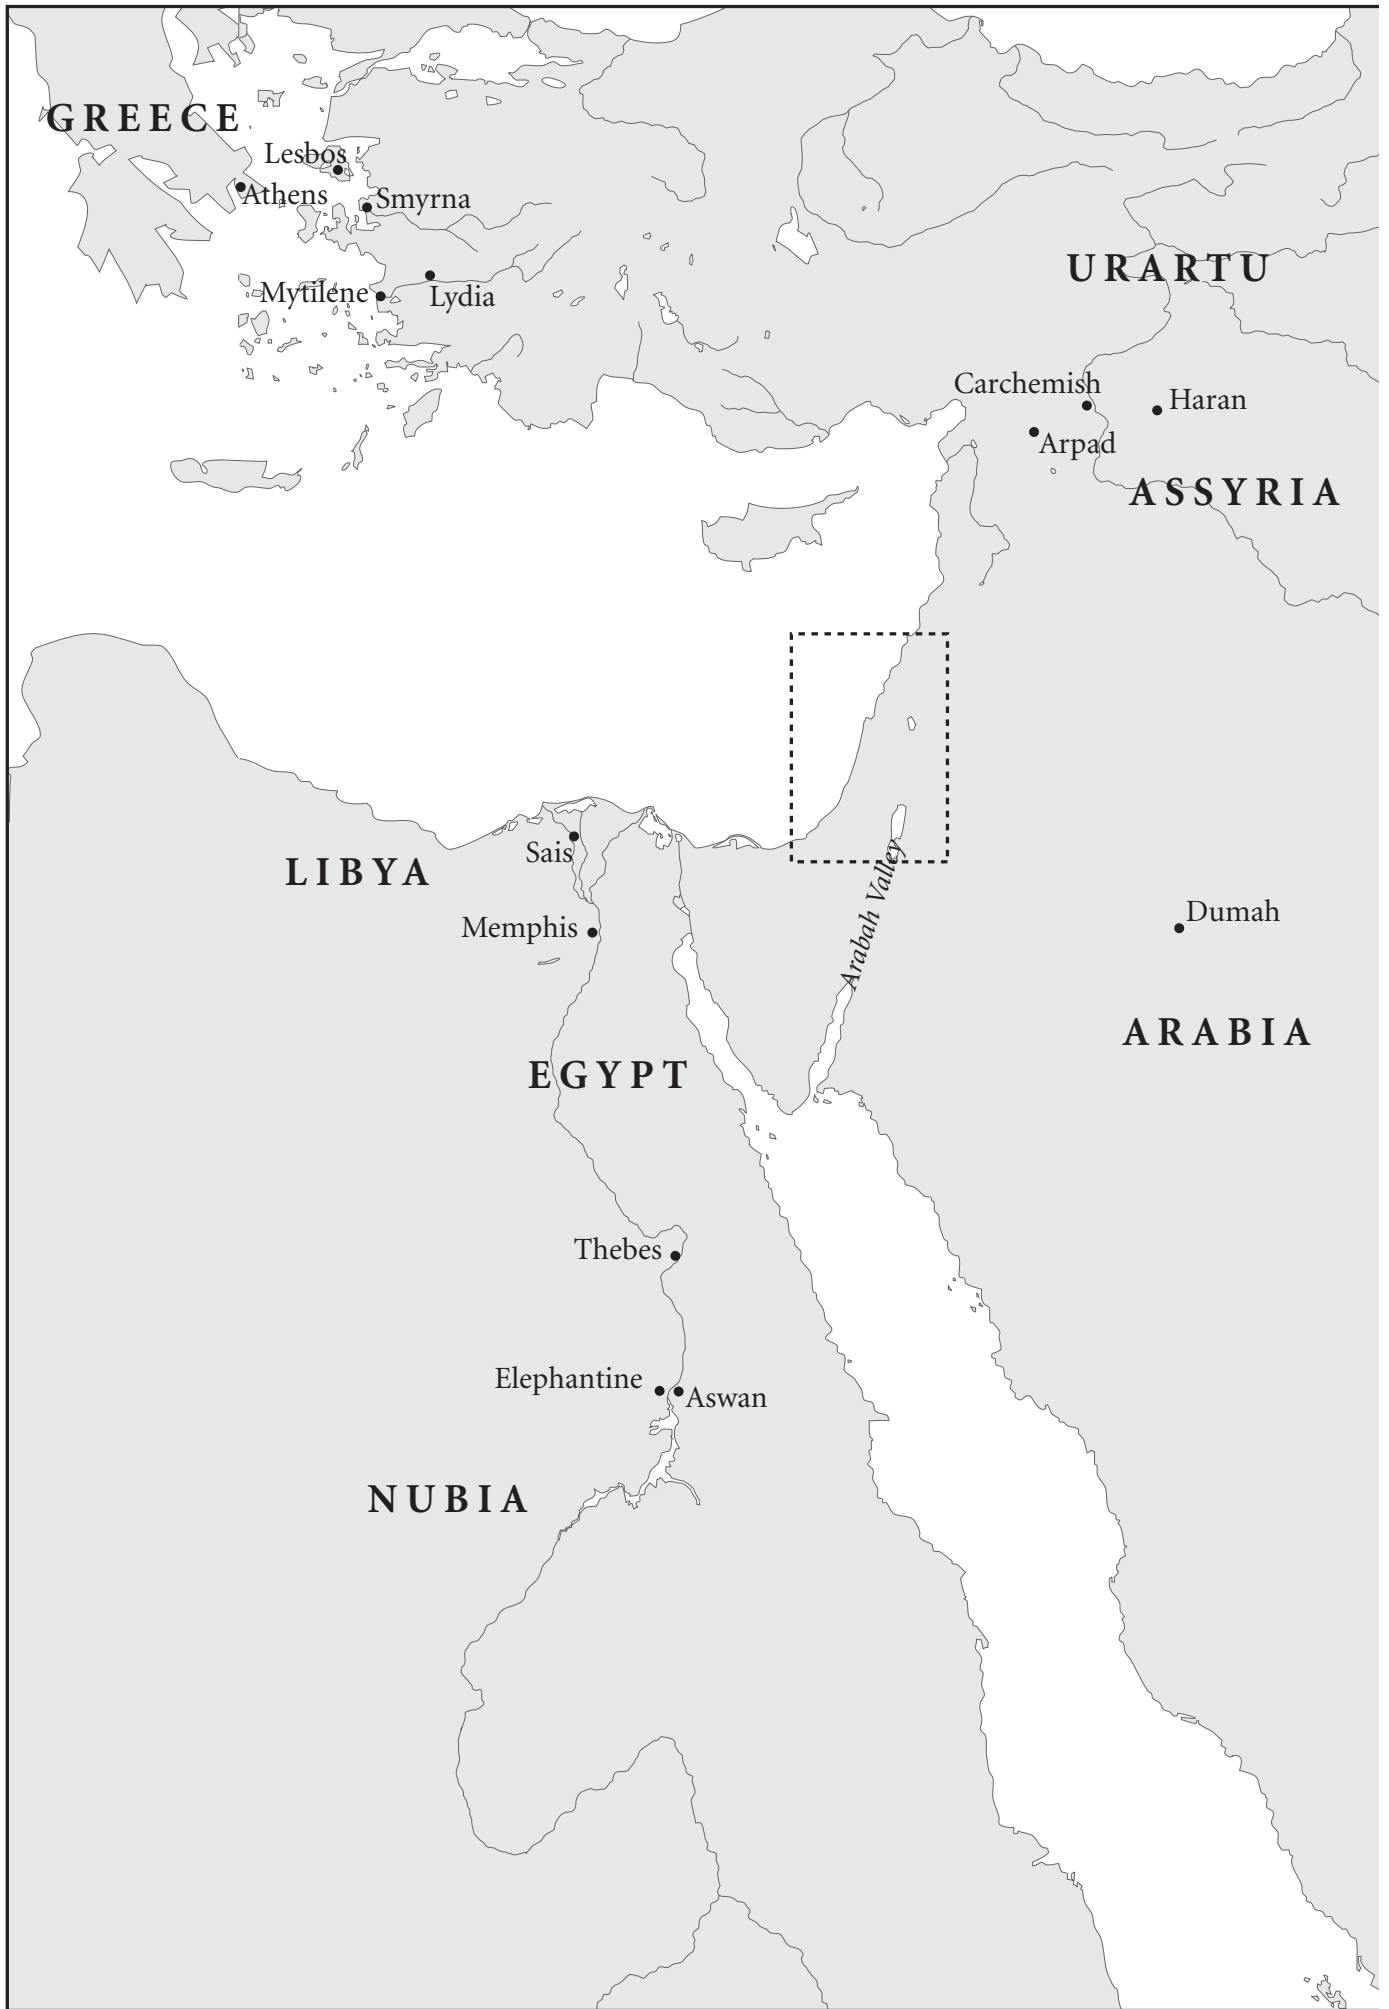 GREECE
Lesbos
Athens
Smyrna
URARTU
Mytilene
Lydia
Carchemish
Haran
Arpad
ASSYRIA
Sais
LIBYA
Arabah Valley
Memphis
Dumah
ARABIA
EGYPT
Thebes
Elephantine
Aswan
NUBIA